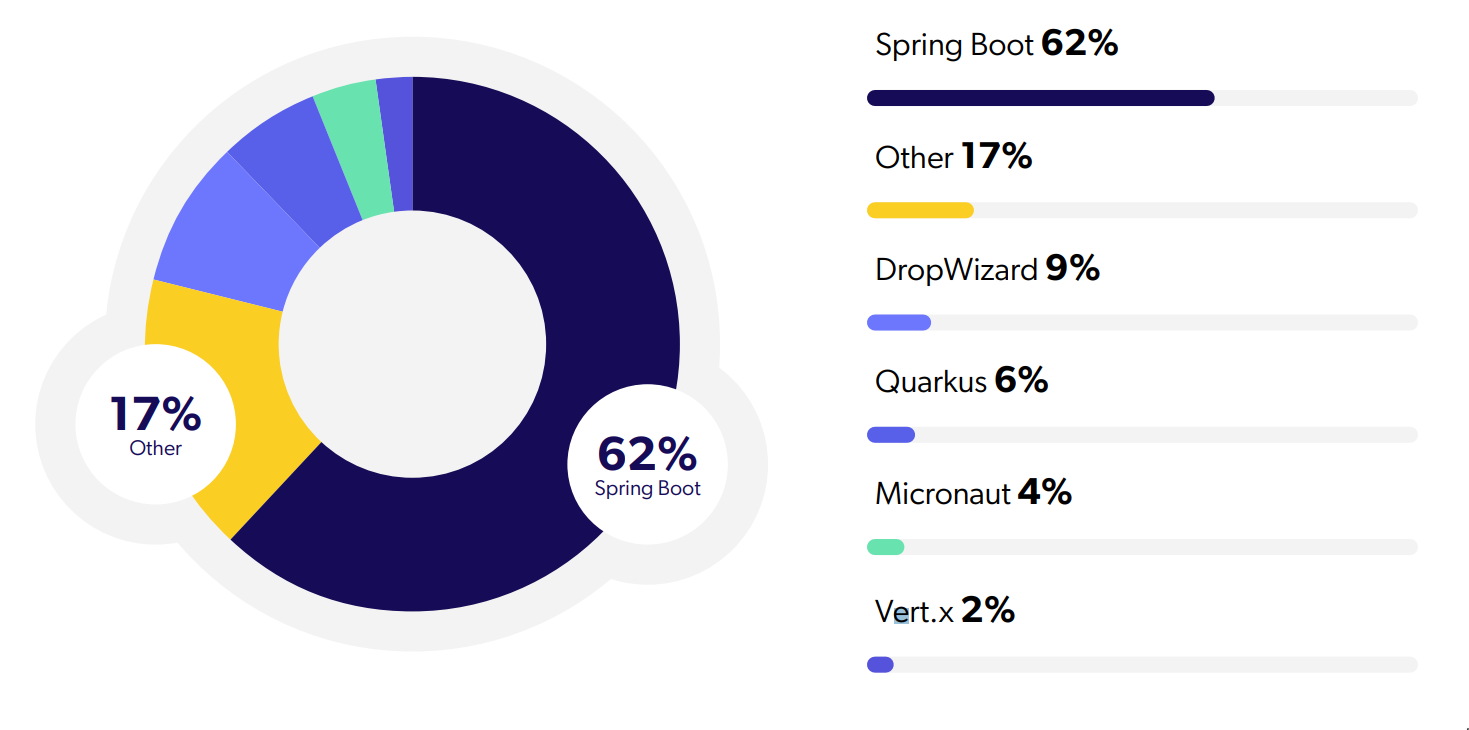 17%
Other
62%
Spring Boot
Spring Boot 62%
Other 17%
DropWizard 9%
Quarkus 6%
Micronaut 4%
Vert.x 2%